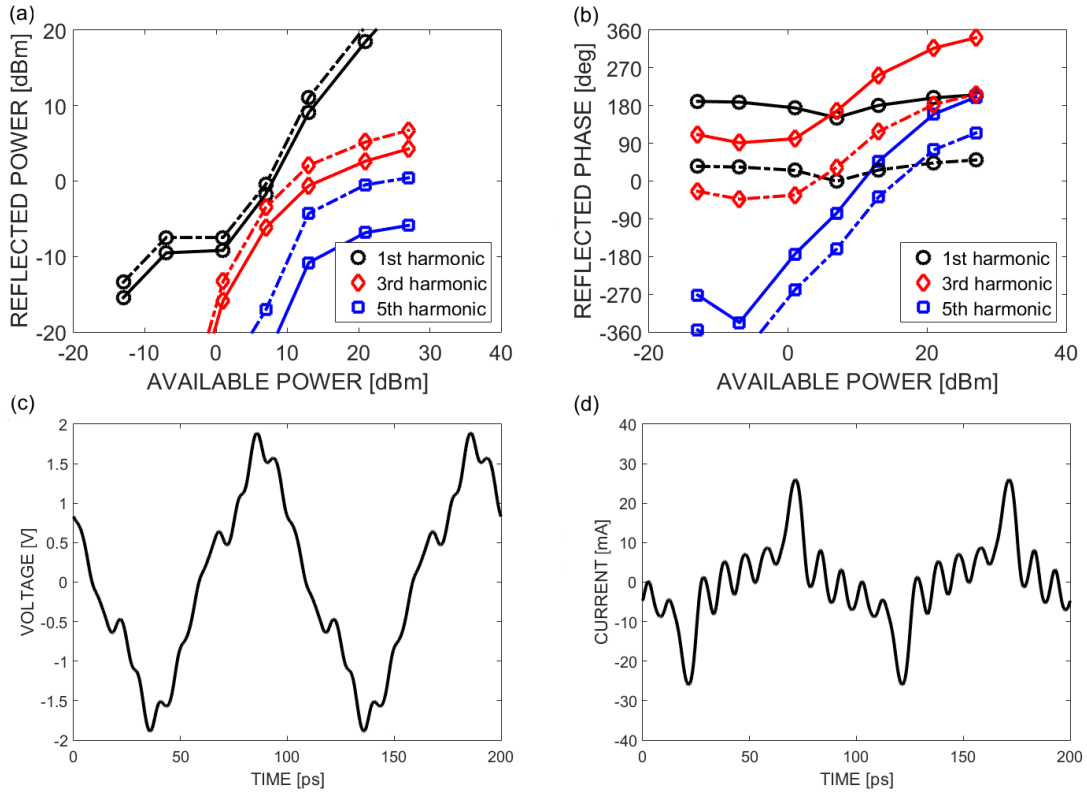 (a)
REFLECTED POWER [dBm]
20
10
0
-10
-20
-20
0
20
40
AVAILABLE POWER [dBm]
1st harmonic
3rd harmonic
5th harmonic
(b)
REFLECTED PHASE [deg]
360
270
180
90
0
-90
-180
-270
-360
-20
0
20
40
AVAILABLE POWER [dBm]
1st harmonic
3rd harmonic
5th harmonic
(c)
VOLTAGE [V]
2
1.5
1
0.5
0
-0.5
-1
-1.5
-2
0
50
100
150
200
TIME [ps]
(d)
CURRENT [mA]
40
30
20
10
0
-10
-20
-30
-40
0
50
100
150
200
TIME [ps]